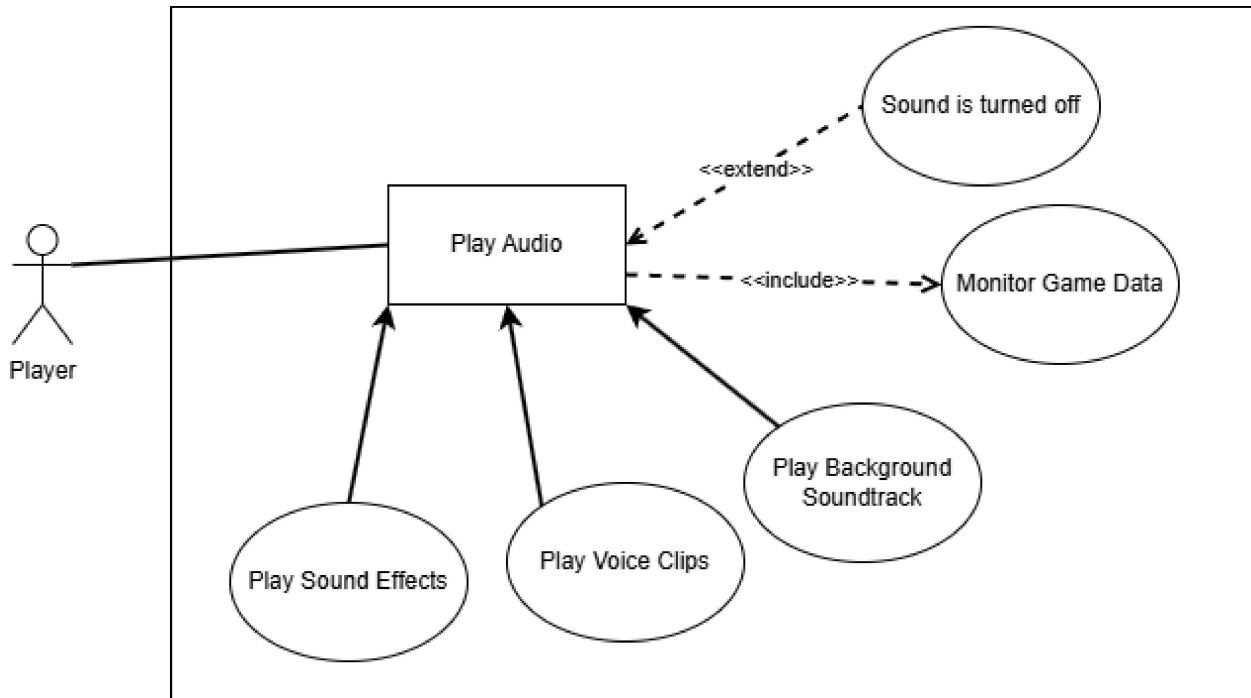 Sound is turned off
<<extend>>
Play Audio
<<include>>
Monitor Game Data
Player
Play Background
Soundtrack
Play Voice Clips
Play Sound Effects